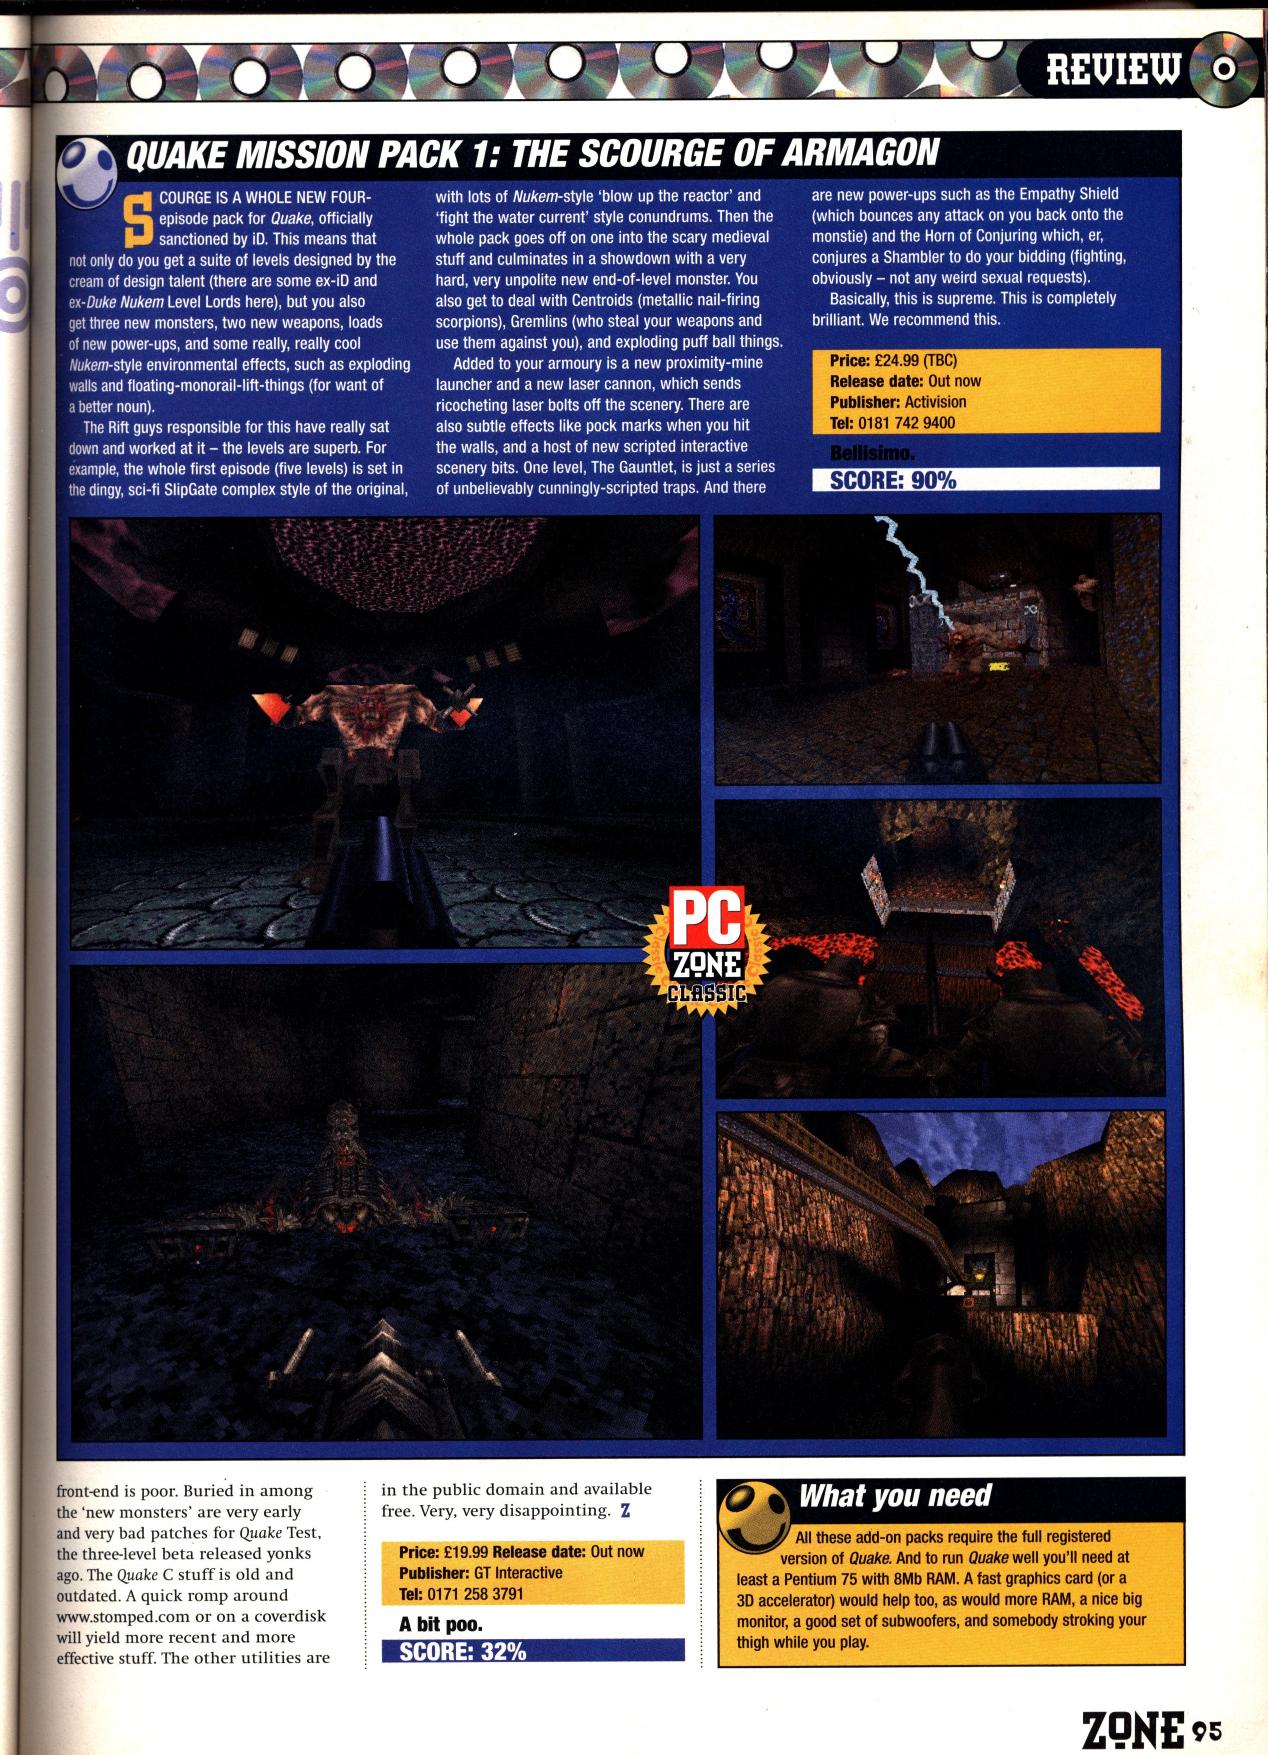 REVIEW
QUAKE MISSION PACK 1: THE SCOURGE OF ARMAGON
SCOURGE IS A WHOLE NEW FOUR-
episode pack for Quake, officially
sanctioned by iD. This means that
not only do you get a suite of levels designed by the
cream of design talent (there are some ex-iD and
ex-Duke Nukem Level Lords here), but you also
get three new monsters, two new weapons, loads
of new power-ups, and some really, really cool
Nukem-style environmental effects, such as exploding
walls and floating-monorail-lift-things (for want of
a better noun).
The Rift guys responsible for this have really sat
down and worked at it – the levels are superb. For
example, the whole first episode (five levels) is set in
the dingy, sci-fi SlipGate complex style of the original,
with lots of Nukem-style ‘blow up the reactor’ and
‘fight the water current’ style conundrums. Then the
whole pack goes off on one into the scary medieval
stuff and culminates in a showdown with a very
hard, very unpolite new end-of-level monster. You
also get to deal with Centroids (metallic nail-firing
scorpions), Gremlins (who steal your weapons and
use them against you), and exploding puff ball things.
Added to your armoury is a new proximity-mine
launcher and a new laser cannon, which sends
ricocheting laser bolts off the scenery. There are
also subtle effects like pock marks when you hit
the walls, and a host of new scripted interactive
scenery bits. One level, The Gauntlet, is just a series
of unbelievably cunningly-scripted traps. And there
are new power-ups such as the Empathy Shield
(which bounces any attack on you back onto the
monstie) and the Horn of Conjuring which, er,
conjures a Shambler to do your bidding (fighting,
obviously – not any weird sexual requests).
Basically, this is supreme. This is completely
brilliant. We recommend this.
Price: £24.99 (TBC)
Release date: Out now
Publisher: Activision
Tel: 0181 742 9400
Bellisimo.
SCORE: 90%
PC
ZONE
CLASSIC
front-end is poor. Buried in among
the ‘new monsters’ are very early
and very bad patches for Quake Test,
the three-level beta released yonks
ago. The Quake C stuff is old and
outdated. A quick romp around
www.stomped.com or on a coverdisk
will yield more recent and more
effective stuff. The other utilities are
in the public domain and available
free. Very, very disappointing. Z
Price: £19.99 Release date: Out now
Publisher: GT Interactive
Tel: 0171 258 3791
A bit poo.
SCORE: 32%
What you need
All these add-on packs require the full registered
version of Quake. And to run Quake well you’ll need at
least a Pentium 75 with 8Mb RAM. A fast graphics card (or a
3D accelerator) would help too, as would more RAM, a nice big
monitor, a good set of subwoofers, and somebody stroking your
thigh while you play.
ZONE 95